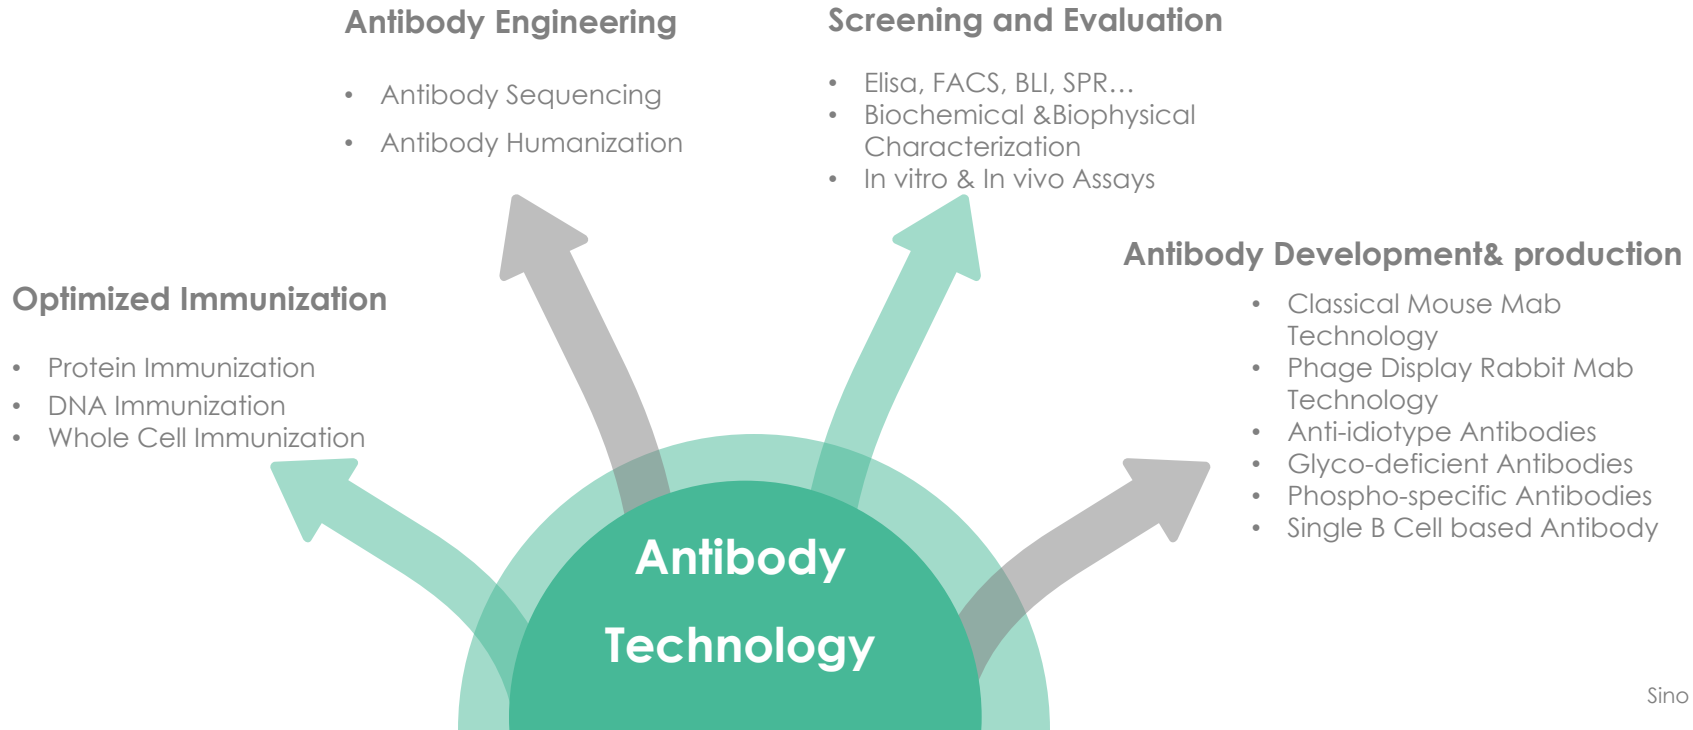 Antibody Engineering
• Antibody Sequencing
• Antibody Humanization
Screening and Evaluation
• Elisa, FACS, BLI, SPR…
• Biochemical &Biophysical
Characterization
• In vitro & In vivo Assays
Optimized Immunization
• Protein Immunization
• DNA Immunization
• Whole Cell Immunization
Antibody Development& production
• Classical Mouse Mab
Technology
• Phage Display Rabbit Mab
Technology
• Anti-idiotype Antibodies
• Glyco-deficient Antibodies
• Phospho-specific Antibodies
• Single B Cell based Antibody
Antibody
Technology
Sino